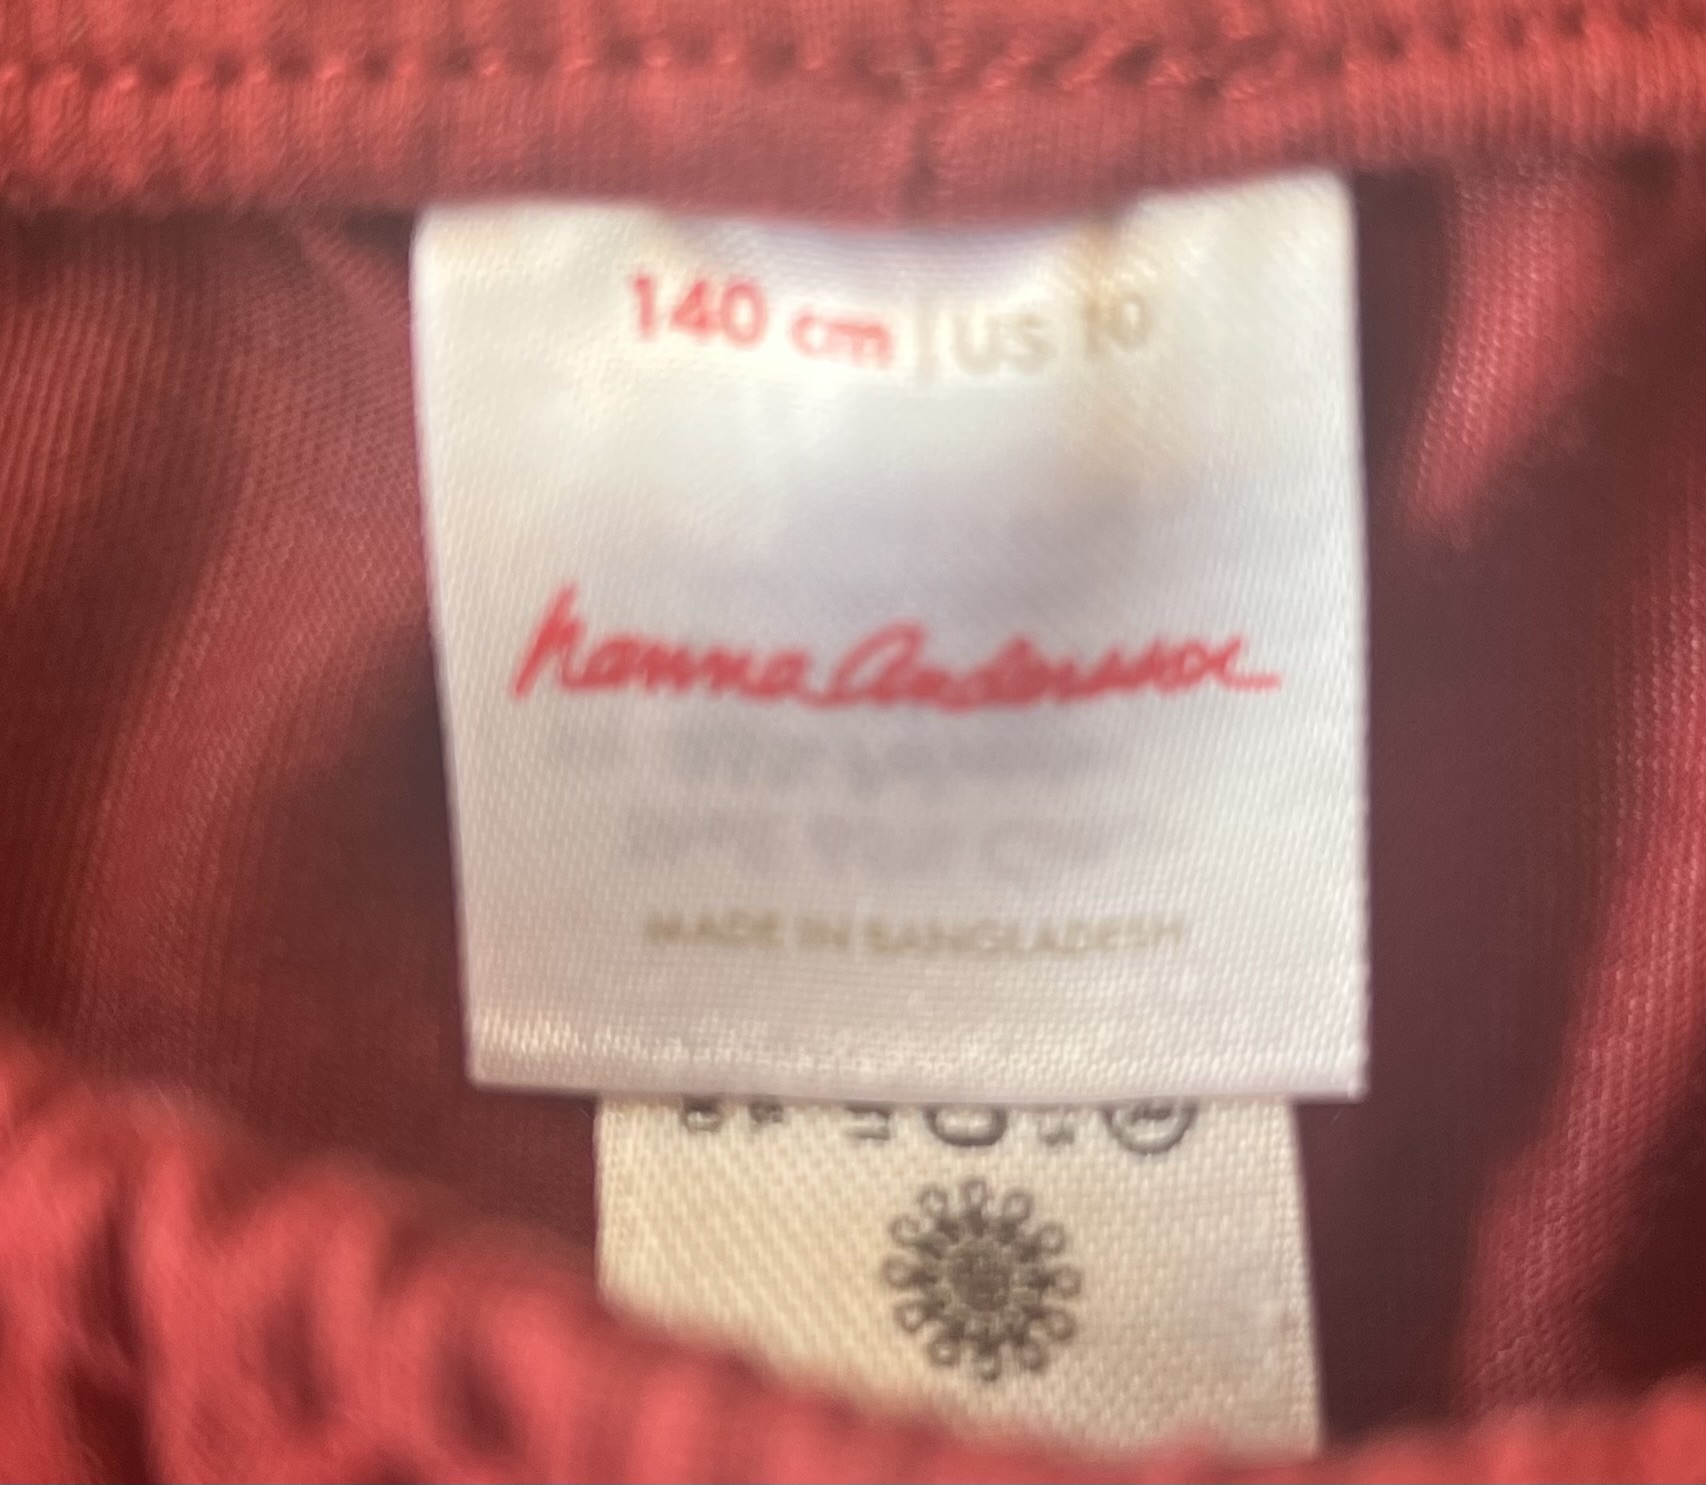 140 cm | US 10
hanna Andersson
MADE IN BANGLADESH